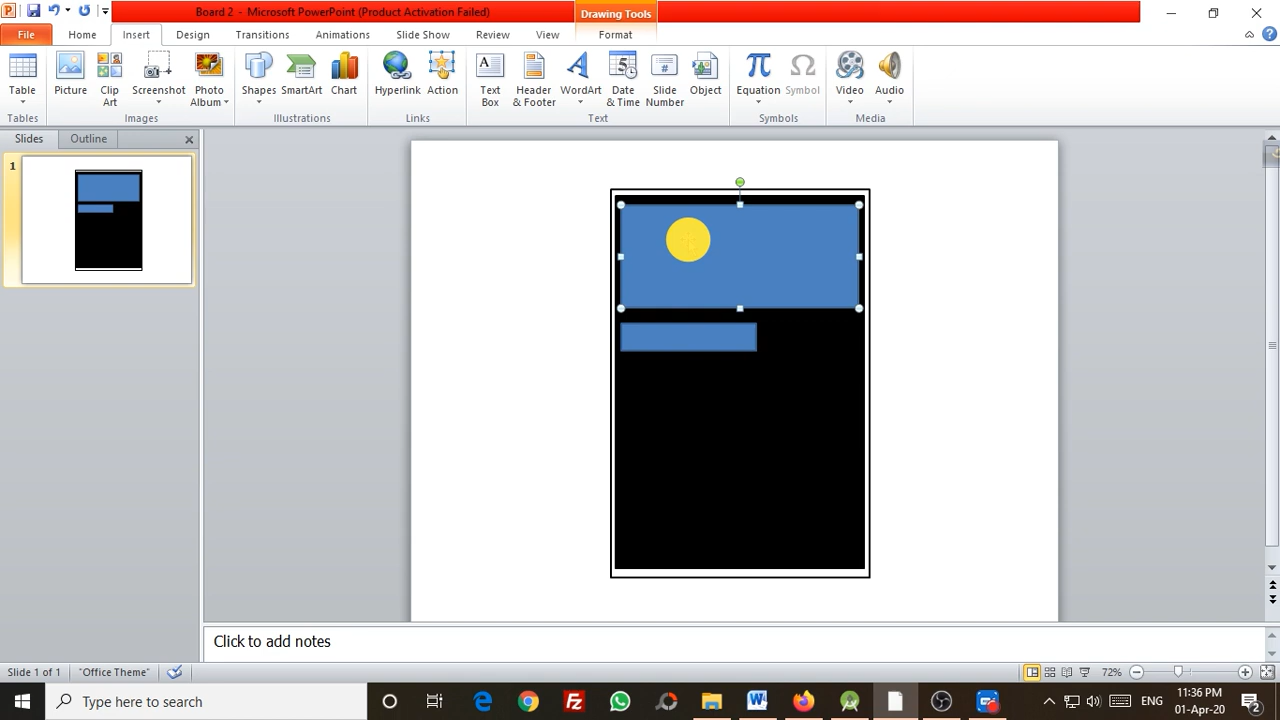 Board 2 - Microsoft PowerPoint (Product Activation Failed)
Drawing Tools
File Home Insert Design Transitions Animations Slide Show Review View Format
Table Picture Clip Art Screenshot Photo Album Shapes SmartArt Chart Hyperlink Action Text Box Header & Footer WordArt Date & Time Slide Number Object Equation Symbol Video Audio
Tables Images Illustrations Links Text Symbols Media
Slides Outline
1
Click to add notes
Slide 1 of 1 "Office Theme" 72%
Type here to search
ENG
11:36 PM
01-Apr-20
2